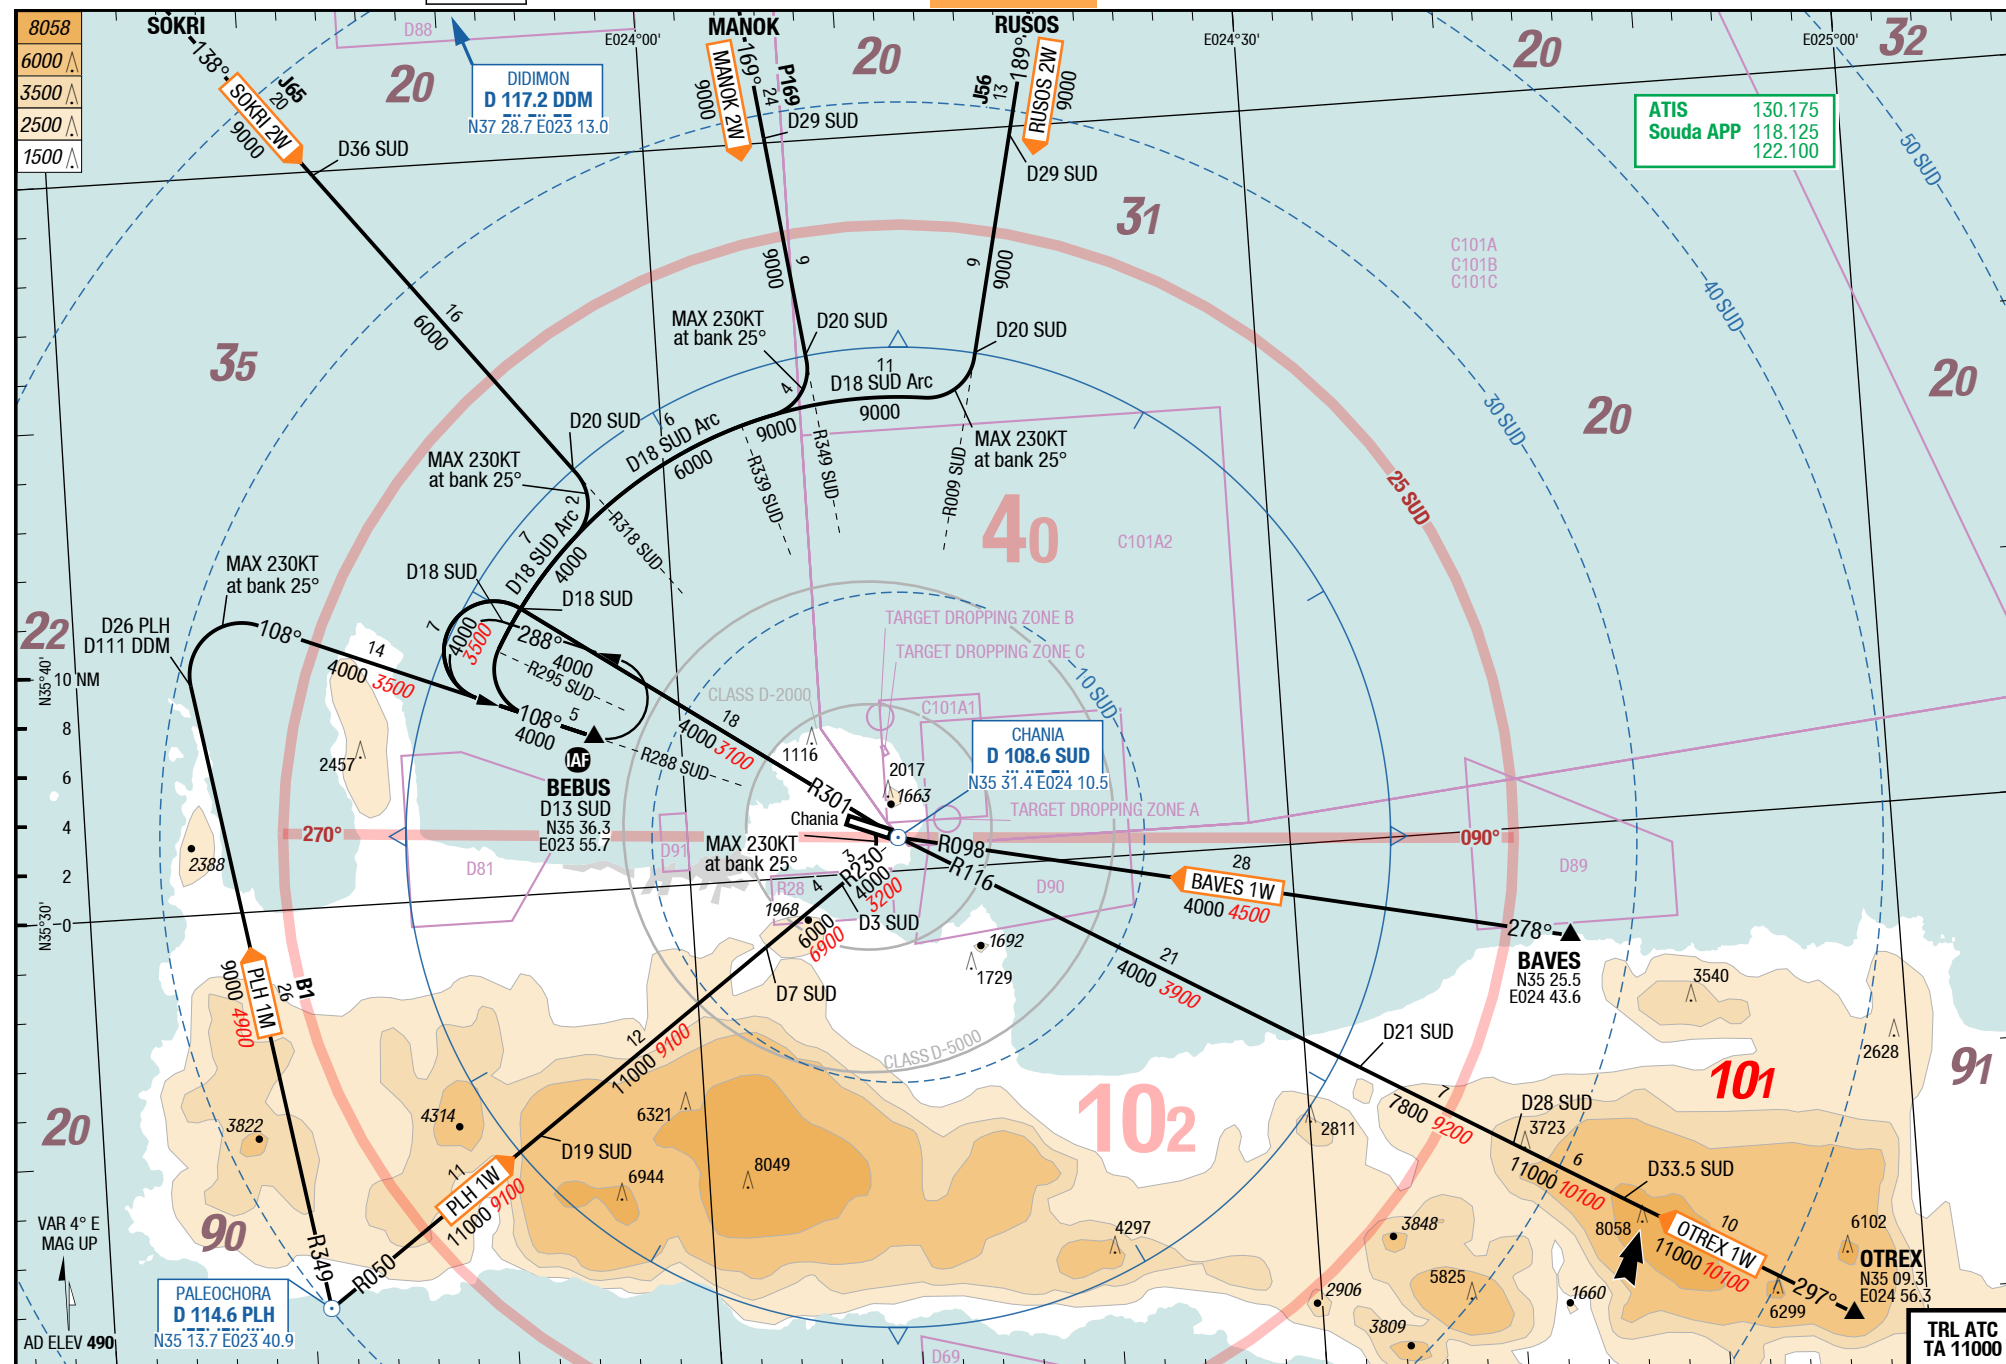 8058
6000
3500
2500
1500
SOKRI
138°
J65
20
SOKRI 2W
9000
D36 SUD
16
6000
D88
20
DIDIMON
D 117.2 DDM
N37 28.7 E023 13.0
E024°00'
MANOK
169°
P169
24
MANOK 2W
9000
D29 SUD
20
9
9000
RUSOS
189°
J56
13
RUSOS 2W
9000
D29 SUD
9
9000
E024°30'
20
E025°00'
32
ATIS 130.175
Souda APP 118.125
122.100
50 SUD
31
C101A
C101B
C101C
40 SUD
35
MAX 230KT
at bank 25°
D20 SUD
D20 SUD
11
D18 SUD Arc
9000
4
20
20
30 SUD
D20 SUD
6
D18 SUD Arc
6000
9000
MAX 230KT
at bank 25°
MAX 230KT
at bank 25°
R349 SUD
R339 SUD
R009 SUD
25 SUD
2
R318 SUD
7
D18 SUD Arc
4000
40
C101A2
MAX 230KT
at bank 25°
D18 SUD
D18 SUD
22
D26 PLH
D111 DDM
108°
14
4000 3500
7
4000
3500
288°
4000
R295 SUD
TARGET DROPPING ZONE B
TARGET DROPPING ZONE C
10 SUD
N35°40'
10 NM
8
6
4
2
0
N35°30'
CLASS D-2000
C101A1
108°
5
4000
18
4000 3100
R288 SUD
IAF
BEBUS
D13 SUD
N35 36.3
E023 55.7
2457
1116
2017
1663
CHANIA
D 108.6 SUD
N35 31.4 E024 10.5
TARGET DROPPING ZONE A
R301
Chania
270°
090°
MAX 230KT
at bank 25°
D91
D81
R28
D90
D89
2388
R098
R116
R230
3
4000
3200
4
D3 SUD
6000
6900
1968
D7 SUD
28
BAVES 1W
4000 4500
278°
BAVES
N35 25.5
E024 43.6
1692
1729
21
4000 3900
3540
2628
91
B1
26
PLH 1M
9000 4900
12
11000 9100
CLASS D-5000
D21 SUD
101
20
3822
4314
6321
8049
6944
D19 SUD
102
2811
7
7800 9200
D28 SUD
3723
6
11000 10100
D33.5 SUD
90
VAR 4° E
MAG UP
R349
R050
11
PLH 1W
11000 9100
4297
3848
8058
10
OTREX 1W
11000 10100
6102
OTREX
N35 09.3
E024 56.3
297°
6299
PALEOCHORA
D 114.6 PLH
N35 13.7 E023 40.9
AD ELEV 490
5825
2906
1660
3809
D69
TRL ATC
TA 11000